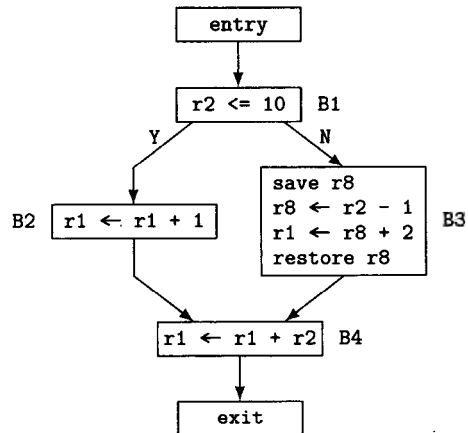 entry
r2 <= 10 B1
Y N
save r8
r8 ← r2 - 1
B2 r1 ← r1 + 1 B3
r1 ← r8 + 2
restore r8
r1 ← r1 + r2 B4
exit